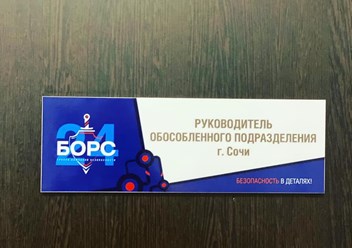 24
БОРС
РУКОВОДИТЕЛЬ
ОБОСОБЛЕННОГО ПОДРАЗДЕЛЕНИЯ
г. Сочи
БЕЗОПАСНОСТЬ В ДЕТАЛЯХ!